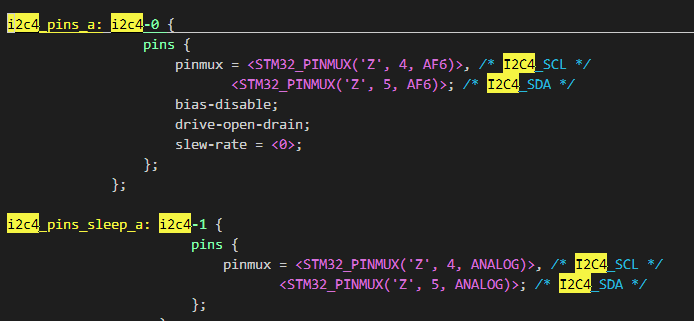 i2c4_pins_a: i2c4-0 {
pins {
pinmux = <STM32_PINMUX('Z', 4, AF6)>, /* I2C4_SCL */
<STM32_PINMUX('Z', 5, AF6)>; /* I2C4_SDA */
bias-disable;
drive-open-drain;
slew-rate = <0>;
};
};
i2c4_pins_sleep_a: i2c4-1 {
pins {
pinmux = <STM32_PINMUX('Z', 4, ANALOG)>, /* I2C4_SCL */
<STM32_PINMUX('Z', 5, ANALOG)>; /* I2C4_SDA */
};